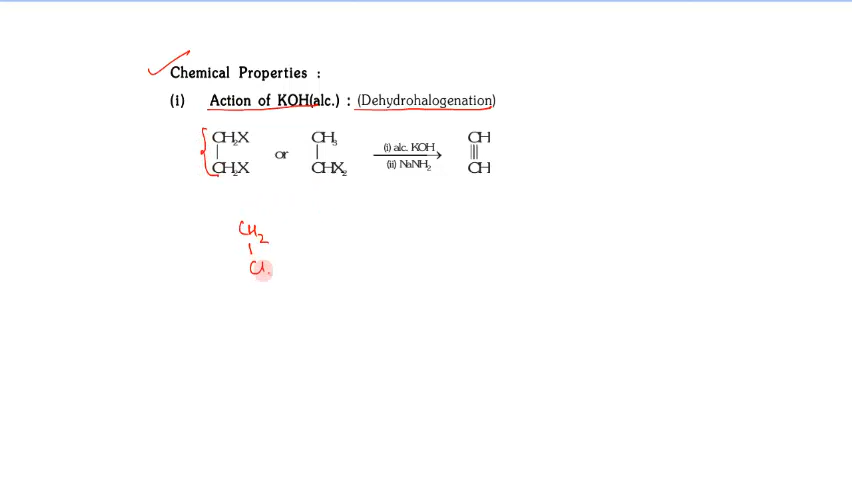 Chemical Properties :
(i) Action of KOH(alc.) : (Dehydrohalogenation)
CH₂X or CH₃ (i) alc. KOH CH
CH₂X CHX₂ (ii) NaNH₂ CH
CH₂